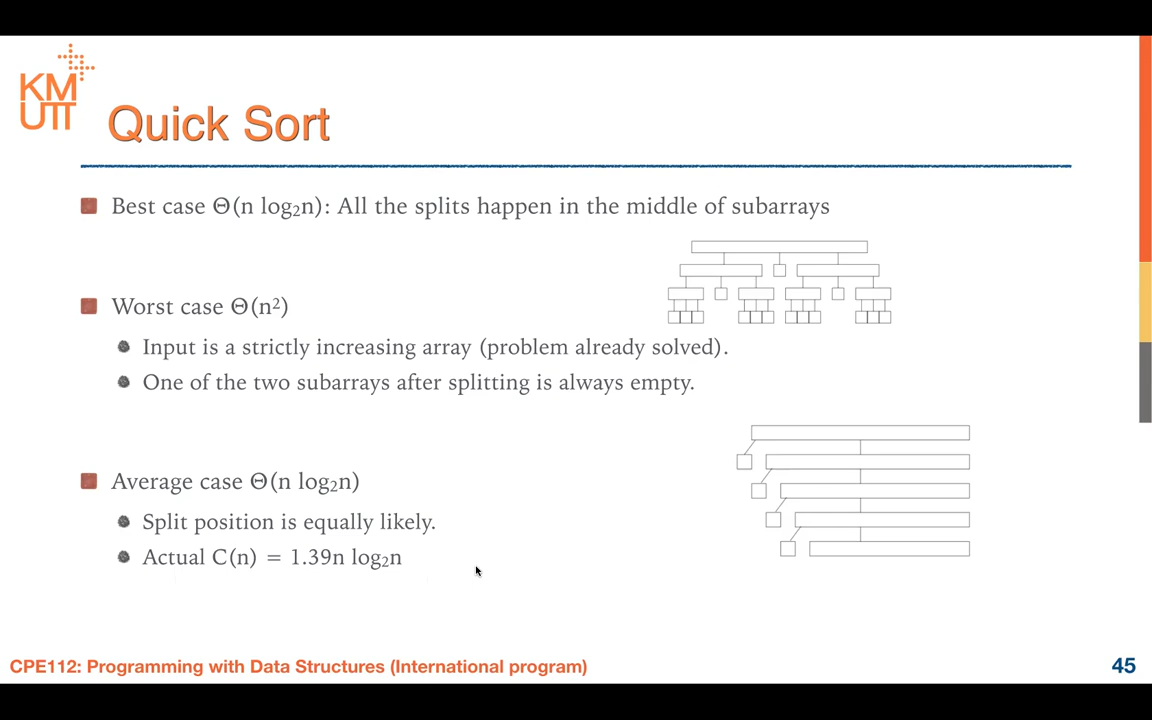 KM
UTT
Quick Sort
Best case Θ(n log₂n): All the splits happen in the middle of subarrays
Worst case Θ(n²)
Input is a strictly increasing array (problem already solved).
One of the two subarrays after splitting is always empty.
Average case Θ(n log₂n)
Split position is equally likely.
Actual C(n) = 1.39n log₂n
CPE112: Programming with Data Structures (International program)
45